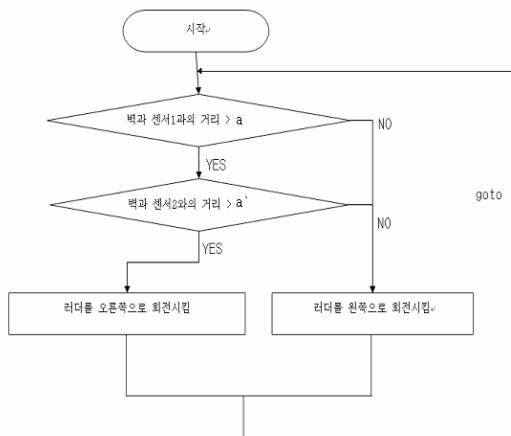 시작
벽과 센서1과의 거리 > a
NO
YES
벽과 센서2와의 거리 > a`
goto
NO
YES
러더를 오른쪽으로 회전시킴
러더를 왼쪽으로 회전시킴